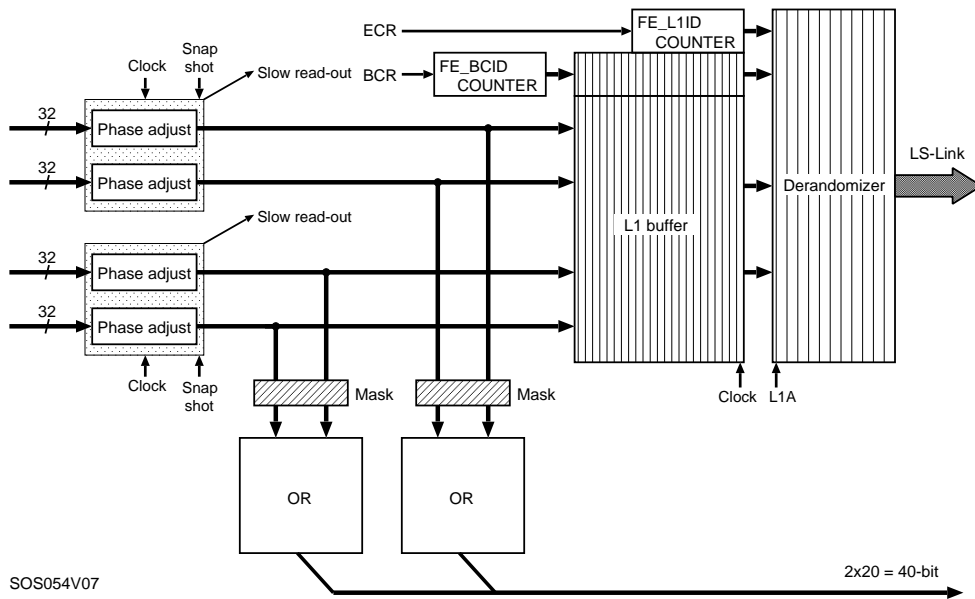 ECR
FE_L1ID
COUNTER
Clock
Snap
shot
Slow read-out
BCR
FE_BCID
COUNTER
32
Phase adjust
32
Phase adjust
LS-Link
Derandomizer
Slow read-out
L1 buffer
32
Phase adjust
32
Phase adjust
Clock
Snap
shot
Mask
Mask
Clock
L1A
OR
OR
SOS054V07
2x20 = 40-bit